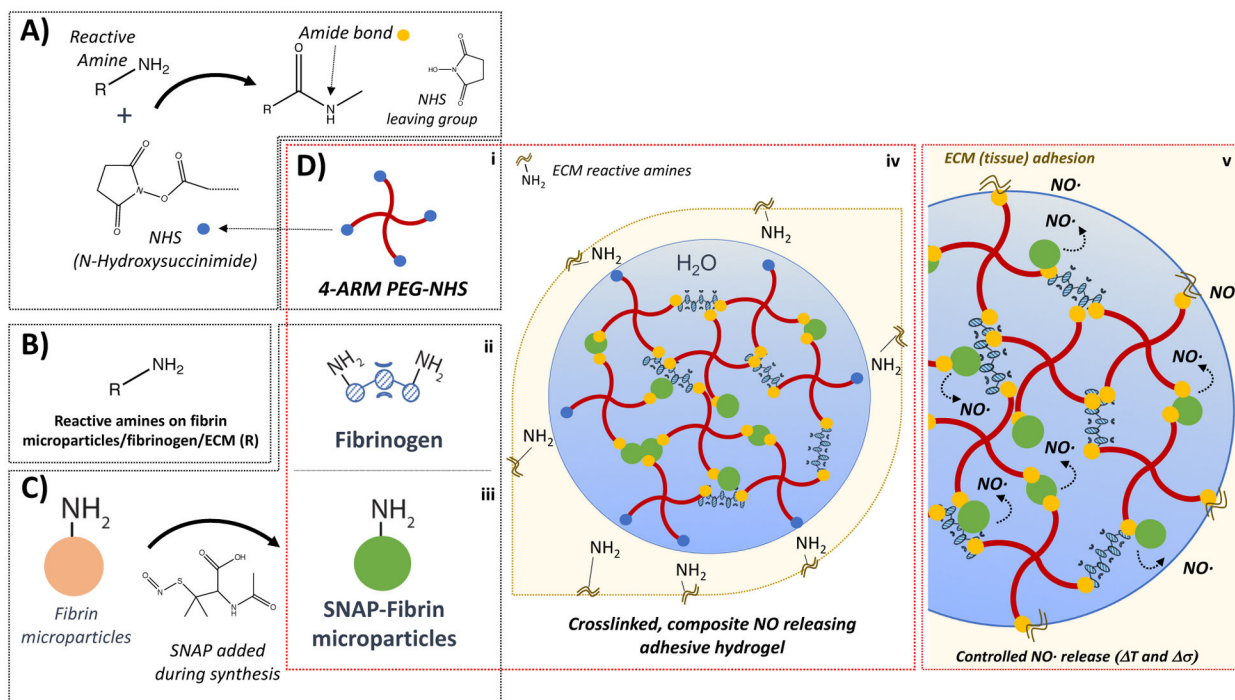 A)
Reactive
Amine
NH2
R
+
Amide bond
O
R
N
H
O
HO
N
O
NHS
leaving group
O
O
N
O
O
NHS
(N-Hydroxysuccinimide)
B)
NH2
R
Reactive amines on fibrin
microparticles/fibrinogen/ECM (R)
C)
NH2
Fibrin
microparticles
O
OH
O
N
S
N
H
O
SNAP added
during synthesis
D)
i
4-ARM PEG-NHS
ii
NH2
NH2
Fibrinogen
iii
NH2
SNAP-Fibrin
microparticles
iv
NH2
ECM reactive amines
NH2
NH2
H2O
NH2
NH2
NH2
NH2
NH2
Crosslinked, composite NO releasing
adhesive hydrogel
v
ECM (tissue) adhesion
NO·
NO·
NO
NO·
NO·
NO·
NO·
NO·
Controlled NO· release (ΔT and Δσ)